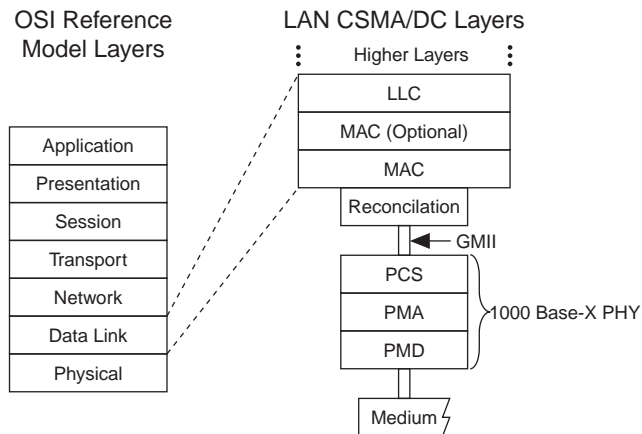 OSI Reference
Model Layers
LAN CSMA/DC Layers
Higher Layers
LLC
MAC (Optional)
MAC
Reconcilation
GMII
PCS
PMA
PMD
1000 Base-X PHY
Medium
Application
Presentation
Session
Transport
Network
Data Link
Physical